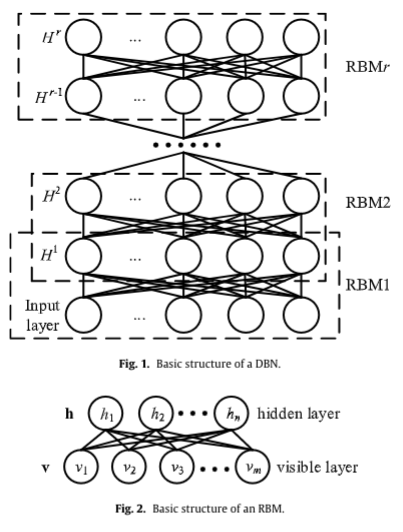 H^r ... RBMr
H^{r-1} ...
......
H^2 ... RBM2
H^1 ... RBM1
Input
layer ...
Fig. 1. Basic structure of a DBN.
h h_1 h_2 ... h_n hidden layer
v v_1 v_2 v_3 ... v_m visible layer
Fig. 2. Basic structure of an RBM.